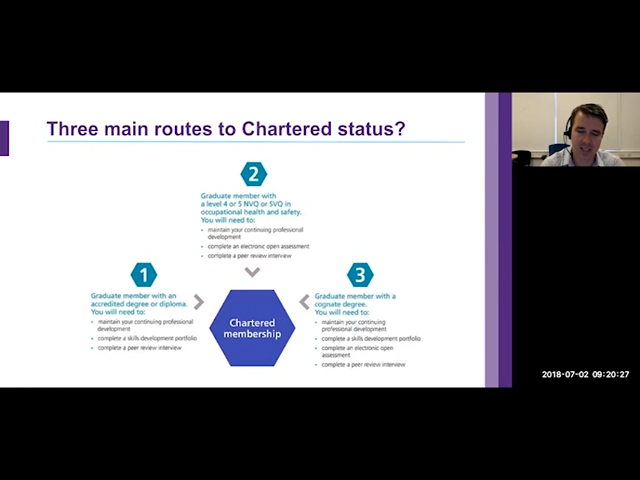 Three main routes to Chartered status?
2
Graduate member with
a level 4 or 5 NVQ or SVQ in
occupational health and safety.
You will need to:
• maintain your continuing professional
development
• complete an electronic open assessment
• complete a peer review interview
1
Graduate member with an
accredited degree or diploma.
You will need to:
• maintain your continuing professional
development
• complete a skills development portfolio
• complete a peer review interview
Chartered
membership
3
Graduate member with a
cognate degree.
You will need to:
• maintain your continuing
professional development
• complete a skills development portfolio
• complete an electronic open
assessment
• complete a peer review interview
2018-07-02 09:20:27